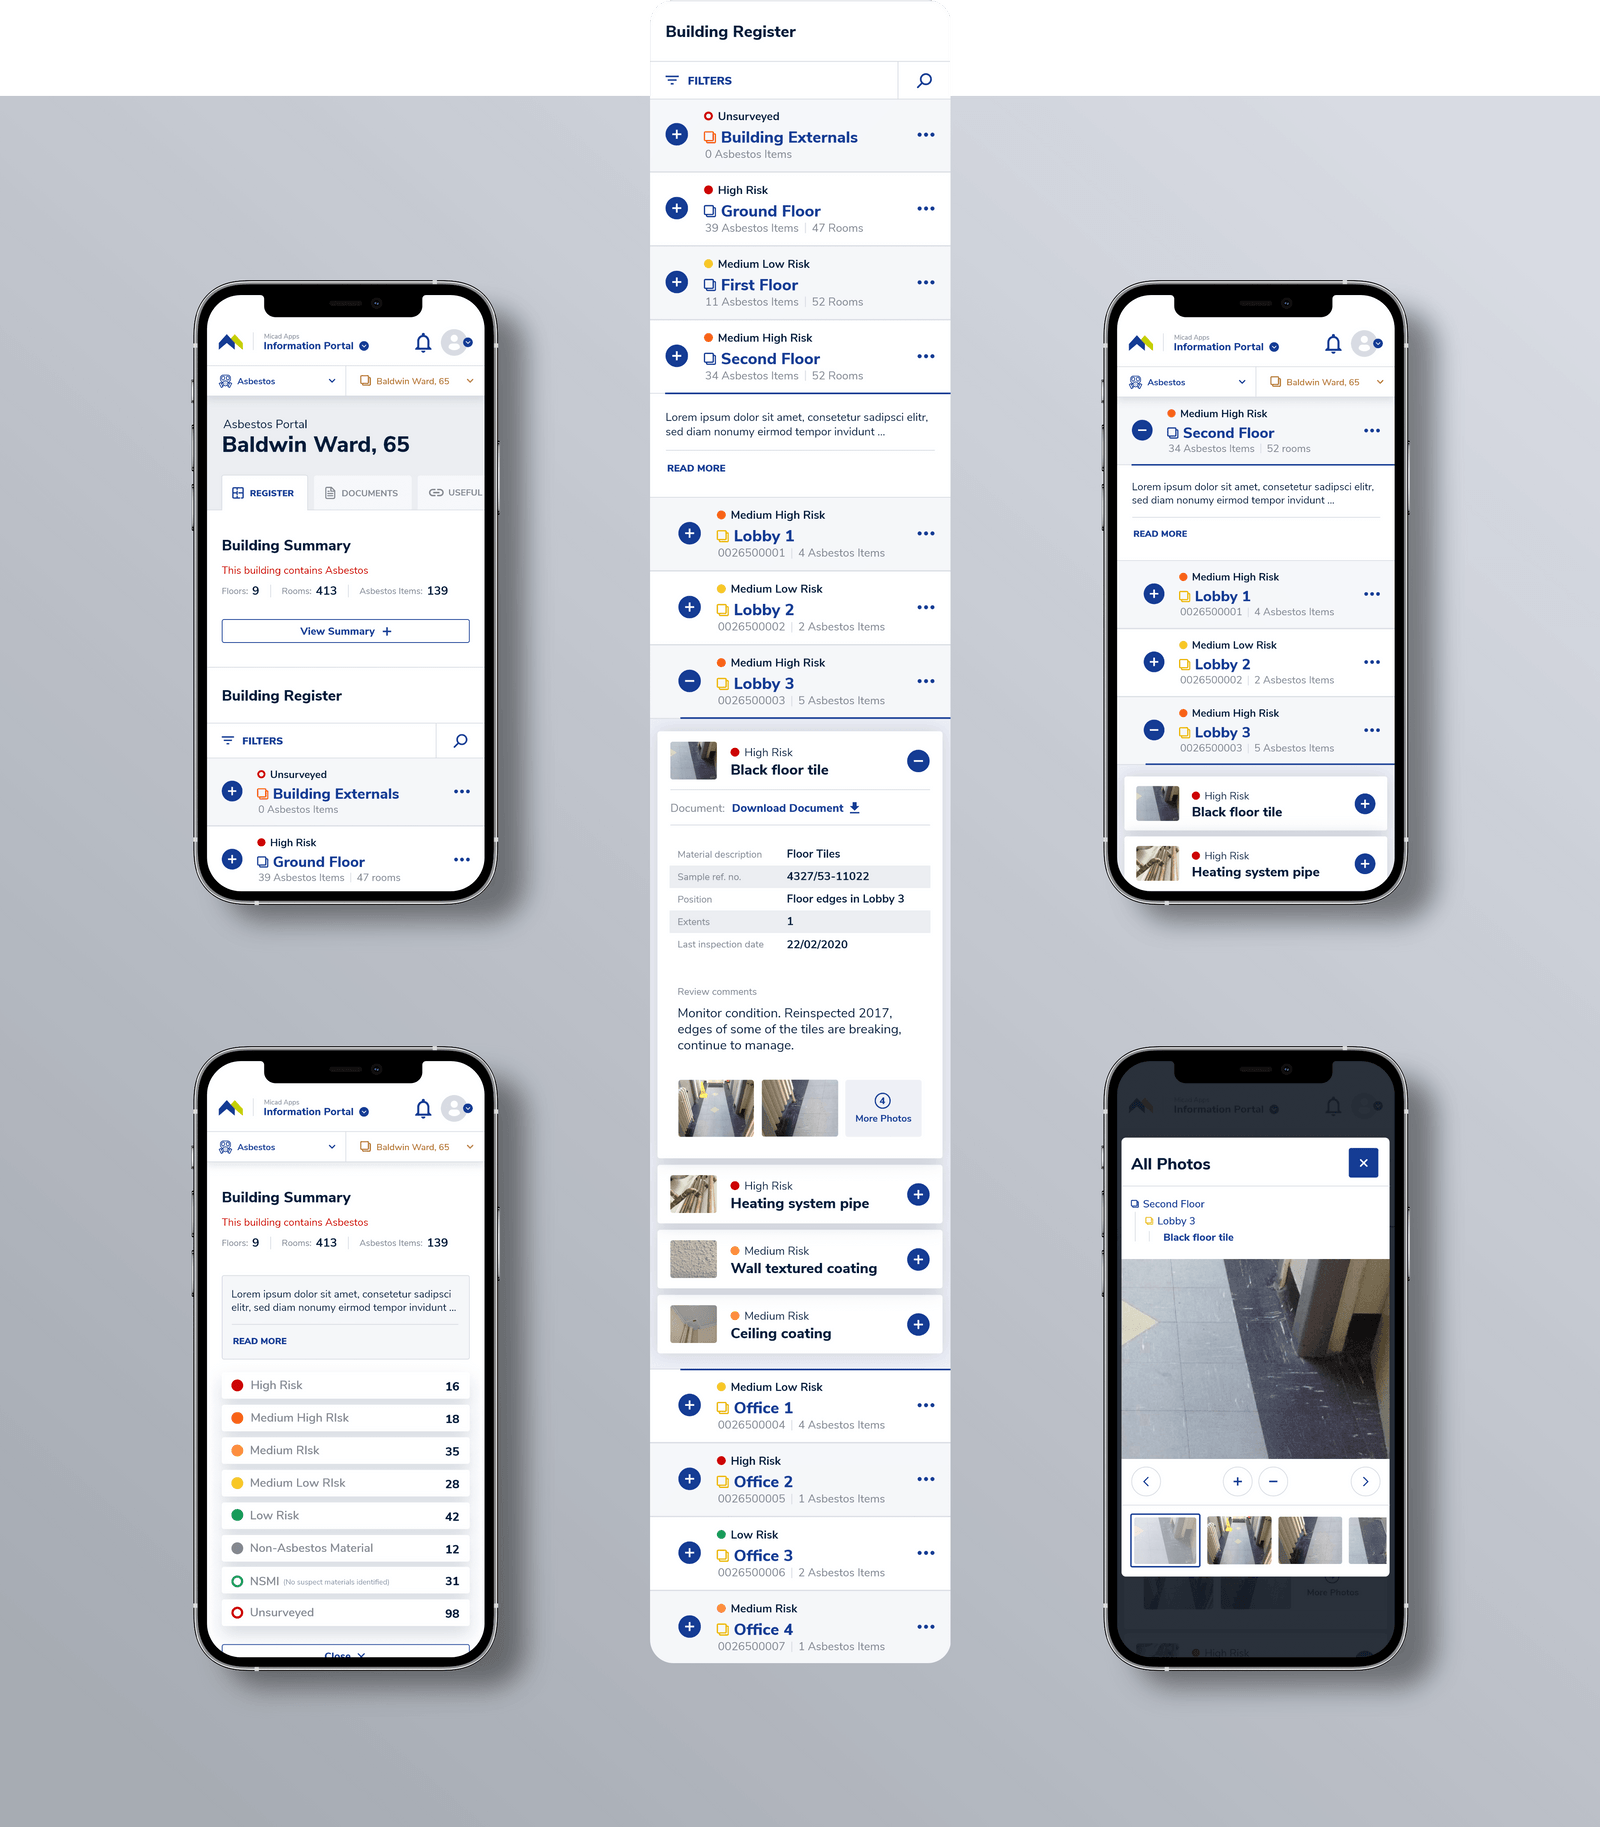 Building Register
FILTERS
Unsurveyed
Building Externals
0 Asbestos Items
High Risk
Ground Floor
39 Asbestos Items | 47 Rooms
Medium Low Risk
First Floor
11 Asbestos Items | 52 Rooms
Medium High Risk
Second Floor
34 Asbestos Items | 52 Rooms
Lorem ipsum dolor sit amet, consetetur sadipsci elitr,
sed diam nonumy eirmod tempor invidunt ...
READ MORE
Medium High Risk
Lobby 1
0026500001 | 4 Asbestos Items
Medium Low Risk
Lobby 2
0026500002 | 2 Asbestos Items
Medium High Risk
Lobby 3
0026500003 | 5 Asbestos Items
High Risk
Black floor tile
Document: Download Document
Material description Floor Tiles
Sample ref. no. 4327/53-11022
Position Floor edges in Lobby 3
Extents 1
Last inspection date 22/02/2020
Review comments
Monitor condition. Reinspected 2017,
edges of some of the tiles are breaking,
continue to manage.
4
More Photos
High Risk
Heating system pipe
Medium Risk
Wall textured coating
Medium Risk
Ceiling coating
Medium Low Risk
Office 1
0026500004 | 4 Asbestos Items
High Risk
Office 2
0026500005 | 1 Asbestos Items
Low Risk
Office 3
0026500006 | 2 Asbestos Items
Medium Risk
Office 4
0026500007 | 1 Asbestos Items
Micad Apps
Information Portal
Asbestos Baldwin Ward, 65
Asbestos Portal
Baldwin Ward, 65
REGISTER DOCUMENTS USEFUL
Building Summary
This building contains Asbestos
Floors: 9 | Rooms: 413 | Asbestos Items: 139
View Summary +
Building Register
FILTERS
Unsurveyed
Building Externals
0 Asbestos Items
High Risk
Ground Floor
39 Asbestos Items | 47 rooms
Micad Apps
Information Portal
Asbestos Baldwin Ward, 65
Medium High Risk
Second Floor
34 Asbestos Items | 52 rooms
Lorem ipsum dolor sit amet, consetetur sadipsci elitr,
sed diam nonumy eirmod tempor invidunt ...
READ MORE
Medium High Risk
Lobby 1
0026500001 | 4 Asbestos Items
Medium Low Risk
Lobby 2
0026500002 | 2 Asbestos Items
Medium High Risk
Lobby 3
0026500003 | 5 Asbestos Items
High Risk
Black floor tile
High Risk
Heating system pipe
Micad Apps
Information Portal
Asbestos Baldwin Ward, 65
Building Summary
This building contains Asbestos
Floors: 9 | Rooms: 413 | Asbestos Items: 139
Lorem ipsum dolor sit amet, consetetur sadipsci
elitr, sed diam nonumy eirmod tempor invidunt ...
READ MORE
High Risk 16
Medium High RIsk 18
Medium RIsk 35
Medium Low RIsk 28
Low Risk 42
Non-Asbestos Material 12
NSMI (No suspect materials identified) 31
Unsurveyed 98
Close
Information Portal
All Photos
Second Floor
Lobby 3
Black floor tile
More Photos
High Risk